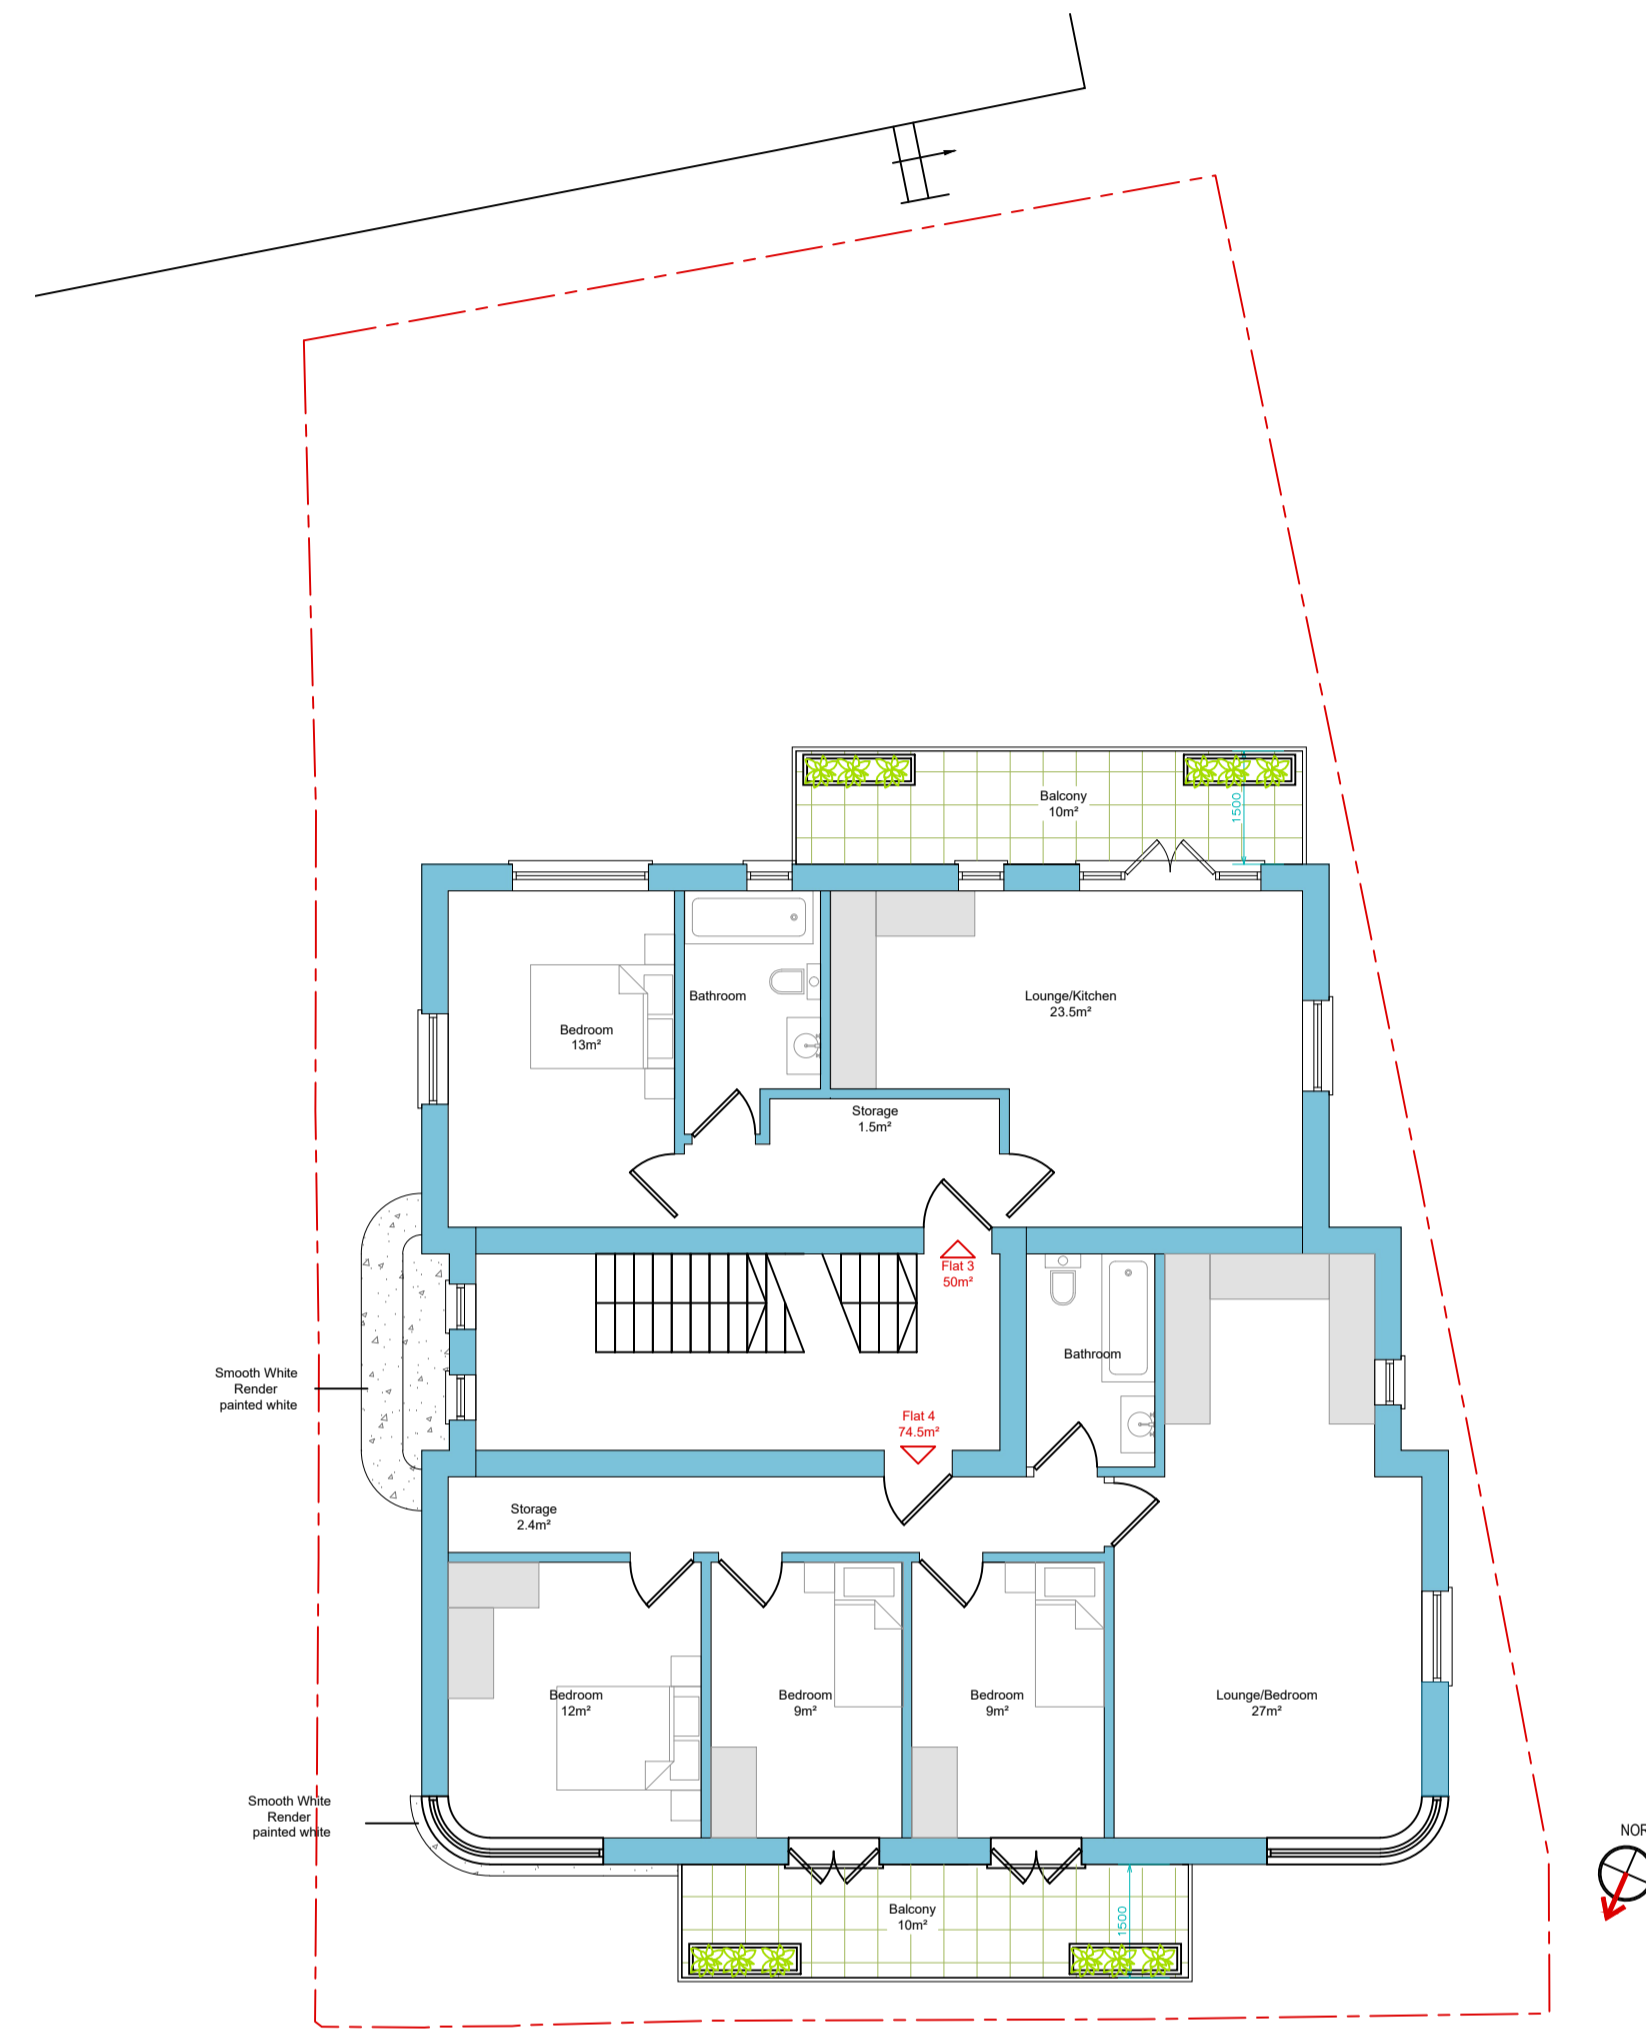 Balcony
10m²
1500
Bathroom
Lounge/Kitchen
23.5m²
Bedroom
13m²
Storage
1.5m²
Flat 3
50m²
Bathroom
Smooth White
Render
painted white
Flat 4
74.5m²
Storage
2.4m²
Bedroom
12m²
Bedroom
9m²
Bedroom
9m²
Lounge/Bedroom
27m²
Smooth White
Render
painted white
NOR
Balcony
10m²
1500